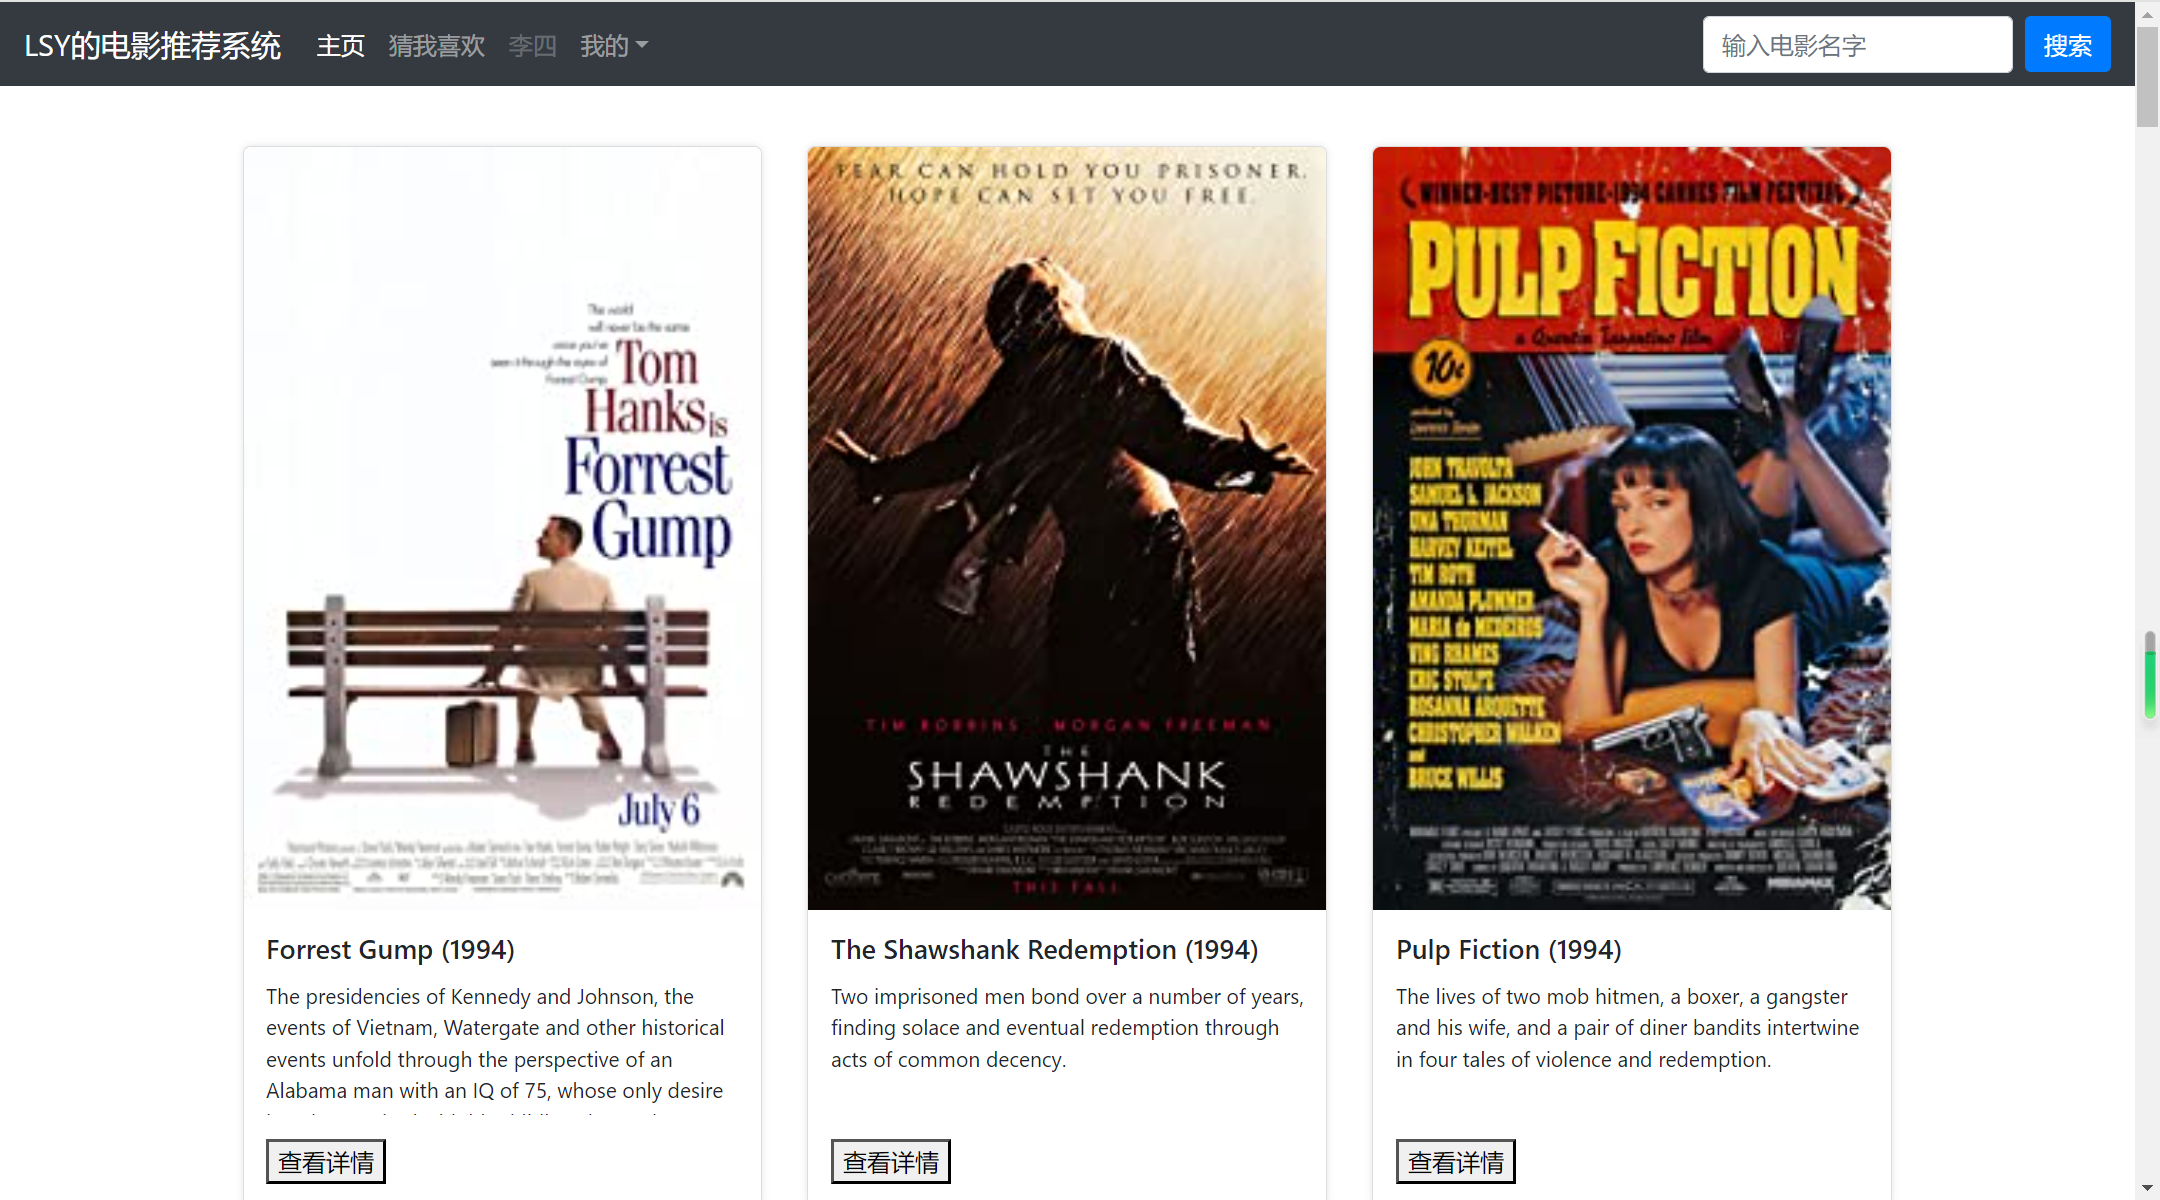 LSY的电影推荐系统 主页 猜我喜欢 李四 我的 输入电影名字 搜索
The world
will never be the same
once you've
seen it through the eyes of
Forrest Gump.
Tom
Hanks is
Forrest
Gump
July 6
FEAR CAN HOLD YOU PRISONER.
HOPE CAN SET YOU FREE.
TIM ROBBINS MORGAN FREEMAN
THE
SHAWSHANK
REDEMPTION
THIS FALL
WINNER-BEST PICTURE-1994 CANNES FILM FESTIVAL
PULP FICTION
a Quentin Tarantino film
10¢
JOHN TRAVOLTA
SAMUEL L. JACKSON
UMA THURMAN
HARVEY KEITEL
TIM ROTH
AMANDA PLUMMER
MARIA de MEDEIROS
VING RHAMES
ERIC STOLTZ
ROSANNA ARQUETTE
CHRISTOPHER WALKEN
and
BRUCE WILLIS
MIRAMAX
Forrest Gump (1994)
The presidencies of Kennedy and Johnson, the
events of Vietnam, Watergate and other historical
events unfold through the perspective of an
Alabama man with an IQ of 75, whose only desire
查看详情
The Shawshank Redemption (1994)
Two imprisoned men bond over a number of years,
finding solace and eventual redemption through
acts of common decency.
查看详情
Pulp Fiction (1994)
The lives of two mob hitmen, a boxer, a gangster
and his wife, and a pair of diner bandits intertwine
in four tales of violence and redemption.
查看详情